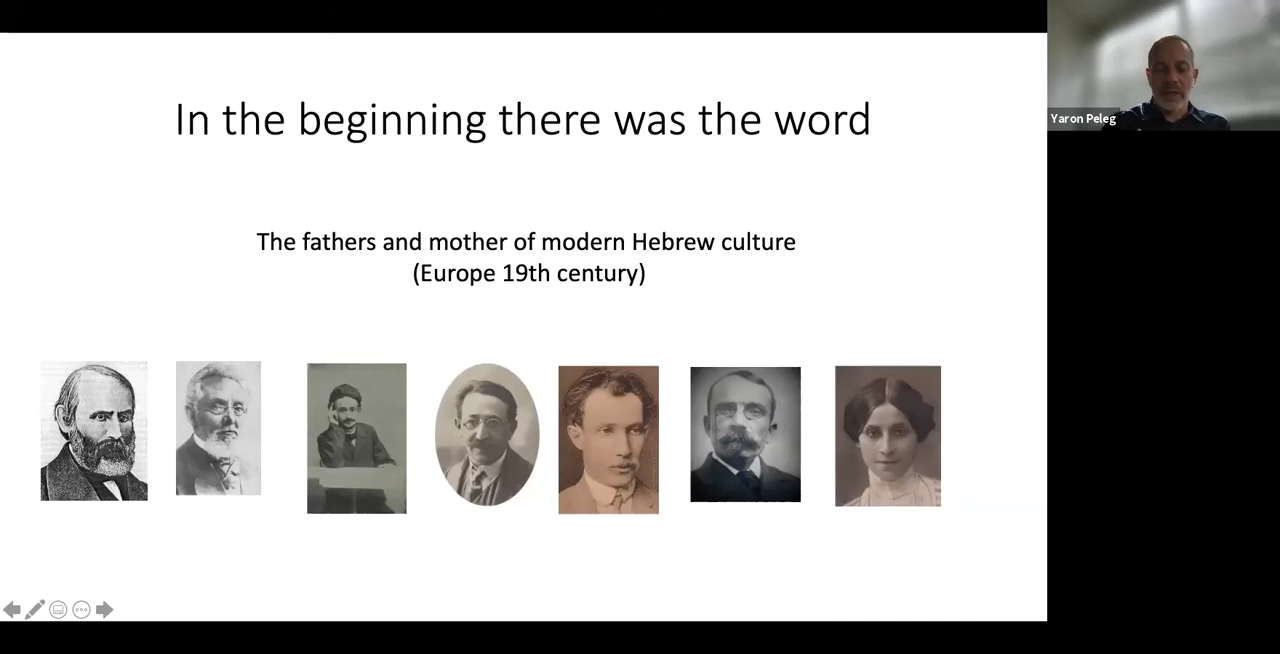 In the beginning there was the word
The fathers and mother of modern Hebrew culture
(Europe 19th century)
Yaron Peleg